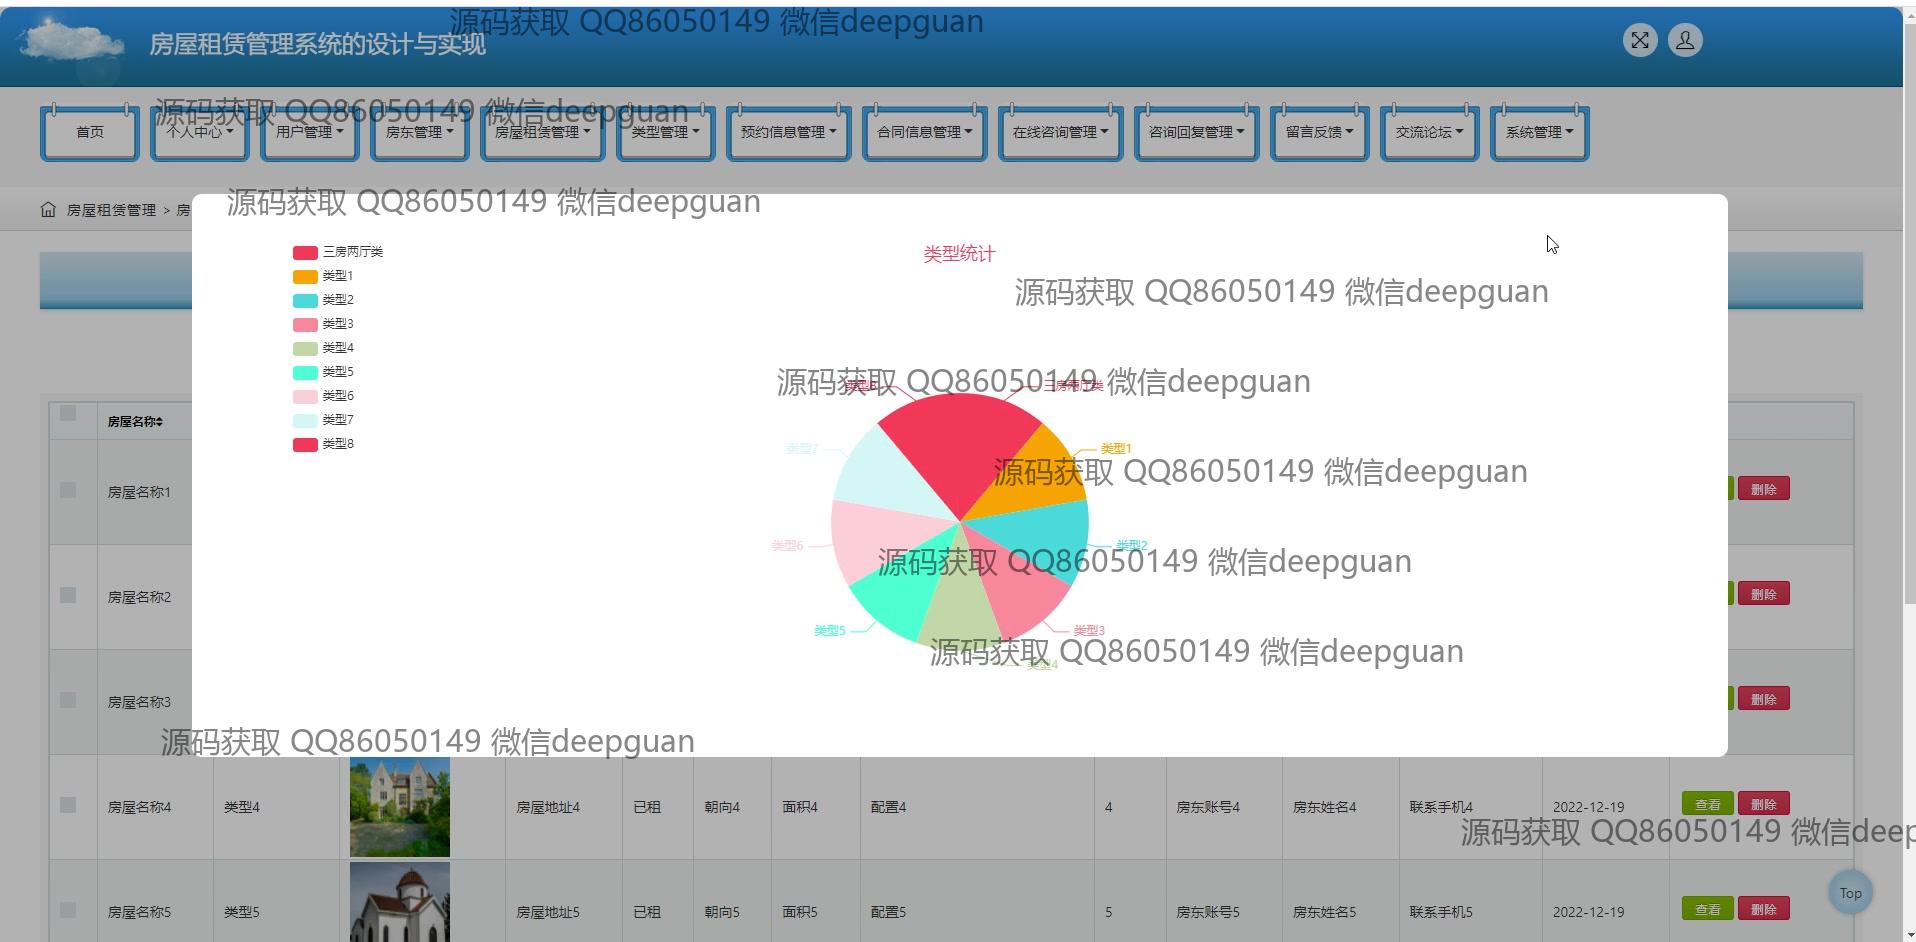 源码获取 QQ86050149 微信deepguan
房屋租赁管理系统的设计与实现
源码获取 QQ86050149 微信deepguan
首页 个人中心 用户管理 房东管理 房屋租赁管理 类型管理 预约信息管理 合同信息管理 在线咨询管理 咨询回复管理 留言反馈 交流论坛 系统管理
源码获取 QQ86050149 微信deepguan
房屋租赁管理 > 房
三房两厅类
类型1
类型2
类型3
类型4
类型5
类型6
类型7
类型8
类型统计
源码获取 QQ86050149 微信deepguan
源码获取 QQ86050149 微信deepguan
类型8 三房两厅类
类型7 类型1
源码获取 QQ86050149 微信deepguan
类型6 类型2
源码获取 QQ86050149 微信deepguan
类型5 类型3
源码获取 QQ86050149 微信deepguan
类型4
源码获取 QQ86050149 微信deepguan
房屋名称
房屋名称1 删除
房屋名称2 删除
房屋名称3 删除
房屋名称4 类型4 房屋地址4 已租 朝向4 面积4 配置4 4 房东账号4 房东姓名4 联系手机4 2022-12-19 查看 删除
源码获取 QQ86050149 微信deep
房屋名称5 类型5 房屋地址5 已租 朝向5 面积5 配置5 5 房东账号5 房东姓名5 联系手机5 2022-12-19 查看 删除
Top